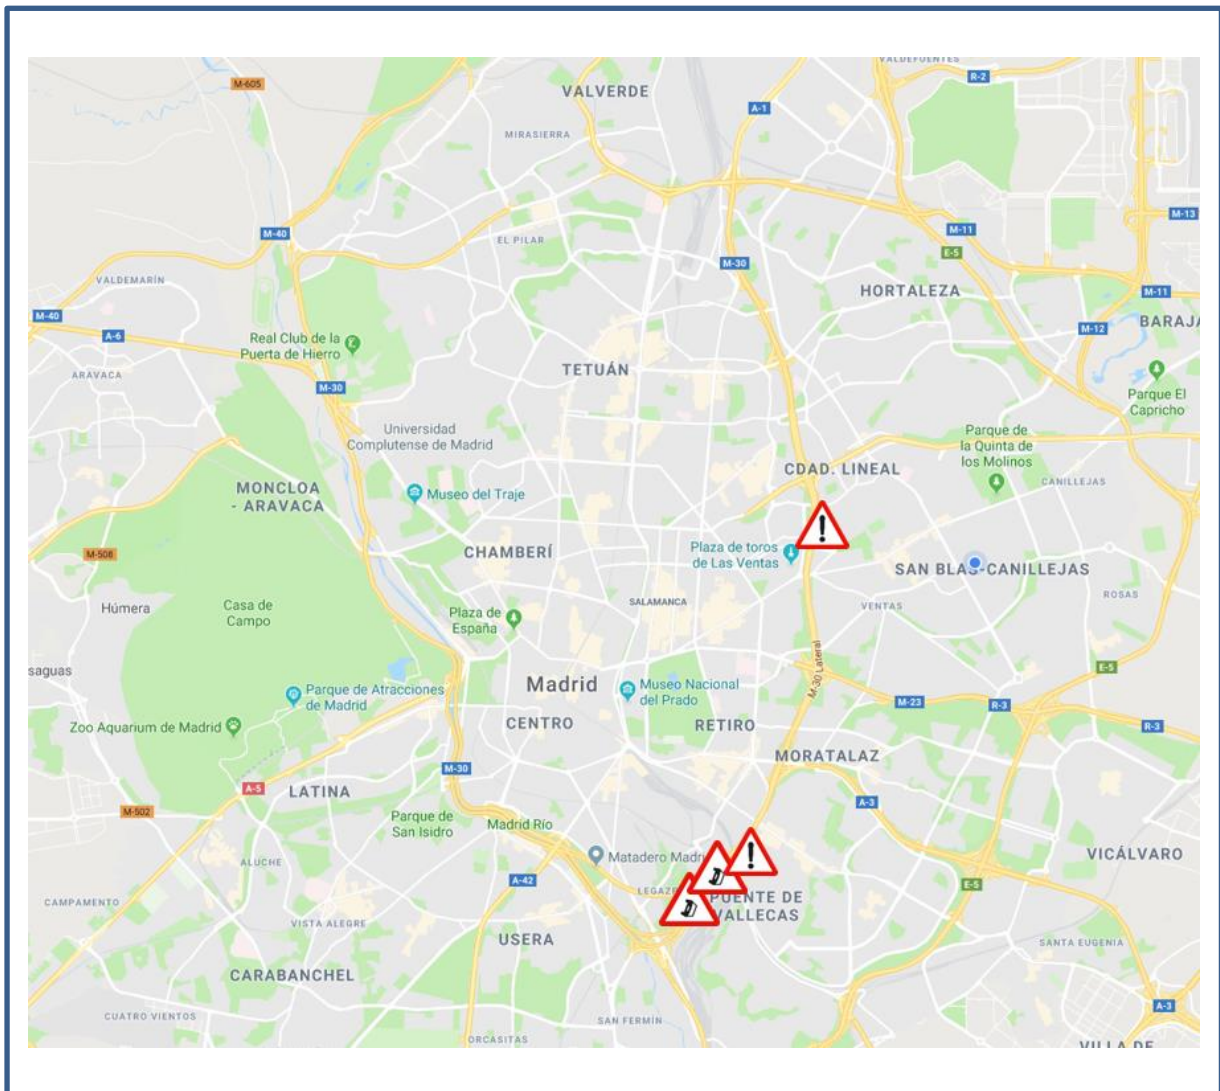 VALDEFUENTES
M-605
R-2
VALVERDE
A-1
MIRASIERRA
M-13
M-40
M-11
EL PILAR
E-5
M-30
VALDEMARÍN
HORTALEZA
M-11
M-40
BARAJA
M-12
A-6
Real Club de la
Puerta de Hierro
TETUÁN
ARAVACA
M-30
Parque El
Capricho
Universidad
Complutense de Madrid
Parque de
la Quinta de
los Molinos
CDAD. LINEAL
CANILLEJAS
MONCLOA
- ARAVACA
Museo del Traje
Plaza de toros
de Las Ventas
CHAMBERÍ
M-508
SAN BLAS-CANILLEJAS
Húmera
Casa de
Campo
SALAMANCA
VENTAS
ROSAS
Plaza de
España
saguas
M-30 Lateral
E-5
Madrid
Museo Nacional
del Prado
Parque de Atracciones
de Madrid
M-23
R-3
Zoo Aquarium de Madrid
CENTRO
RETIRO
R-3
MORATALAZ
M-30
A-5
LATINA
A-3
M-502
Parque de
San Isidro
Madrid Río
Matadero Madri
VICÁLVARO
ALUCHE
A-42
LEGAZP
E-5
PUENTE DE
VALLECAS
CAMPAMENTO
VISTA ALEGRE
USERA
SANTA EUGENIA
CARABANCHEL
A-3
CUATRO VIENTOS
SAN FERMÍN
ORCASITAS
VILLA DE